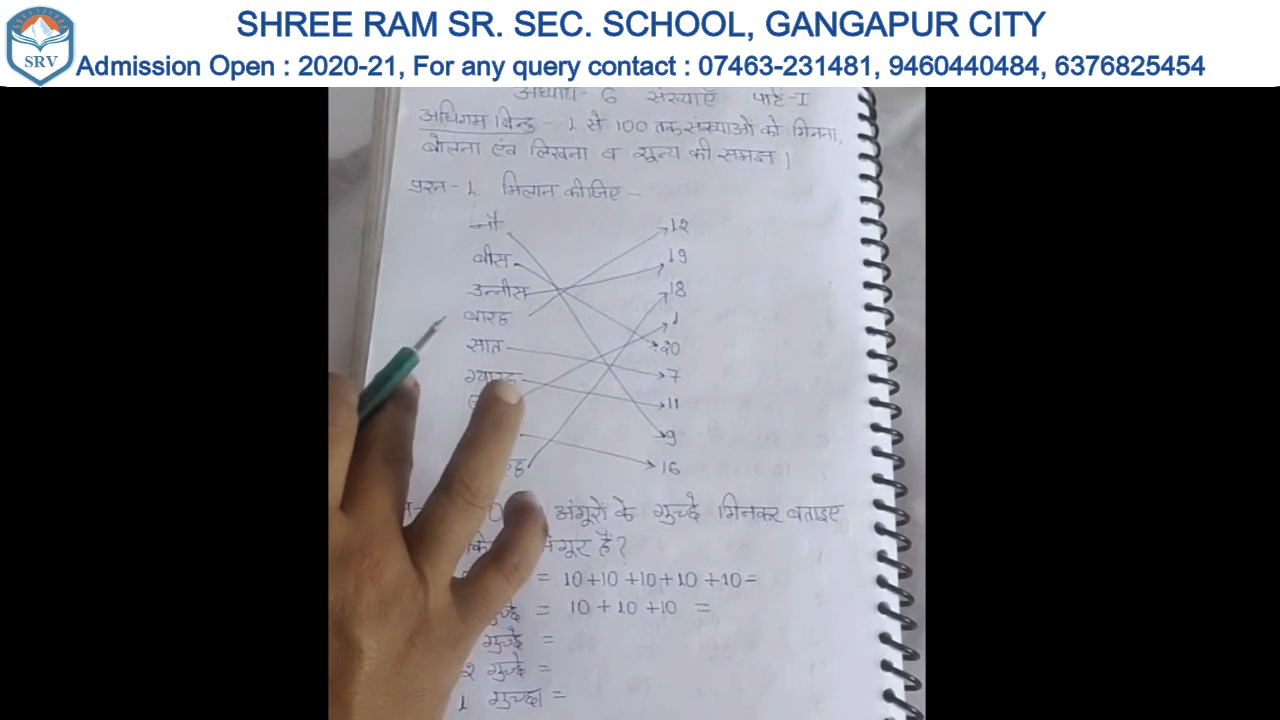 SHREE RAM SR. SEC. SCHOOL, GANGAPUR CITY
SRV
Admission Open : 2020-21, For any query contact : 07463-231481, 9460440484, 6376825454
अध्याय - 6 संख्याएँ पार्ट-I
अधिगम बिन्दु - 1 से 100 तक संख्याओं को गिनना,
बोलना एवं लिखना व शून्य की समझ।
प्रश्न-1. मिलान कीजिए -
नौ 12
बीस 19
उन्नीस 18
बारह 1
सात 20
ग्यारह 7
11
9
16
अंगूरों के गुच्छे गिनकर बताइए
अंगूर हैं?
= 10+10+10+10+10=
गुच्छे = 10+10+10 =
गुच्छे =
2 गुच्छे =
1 गुच्छा =